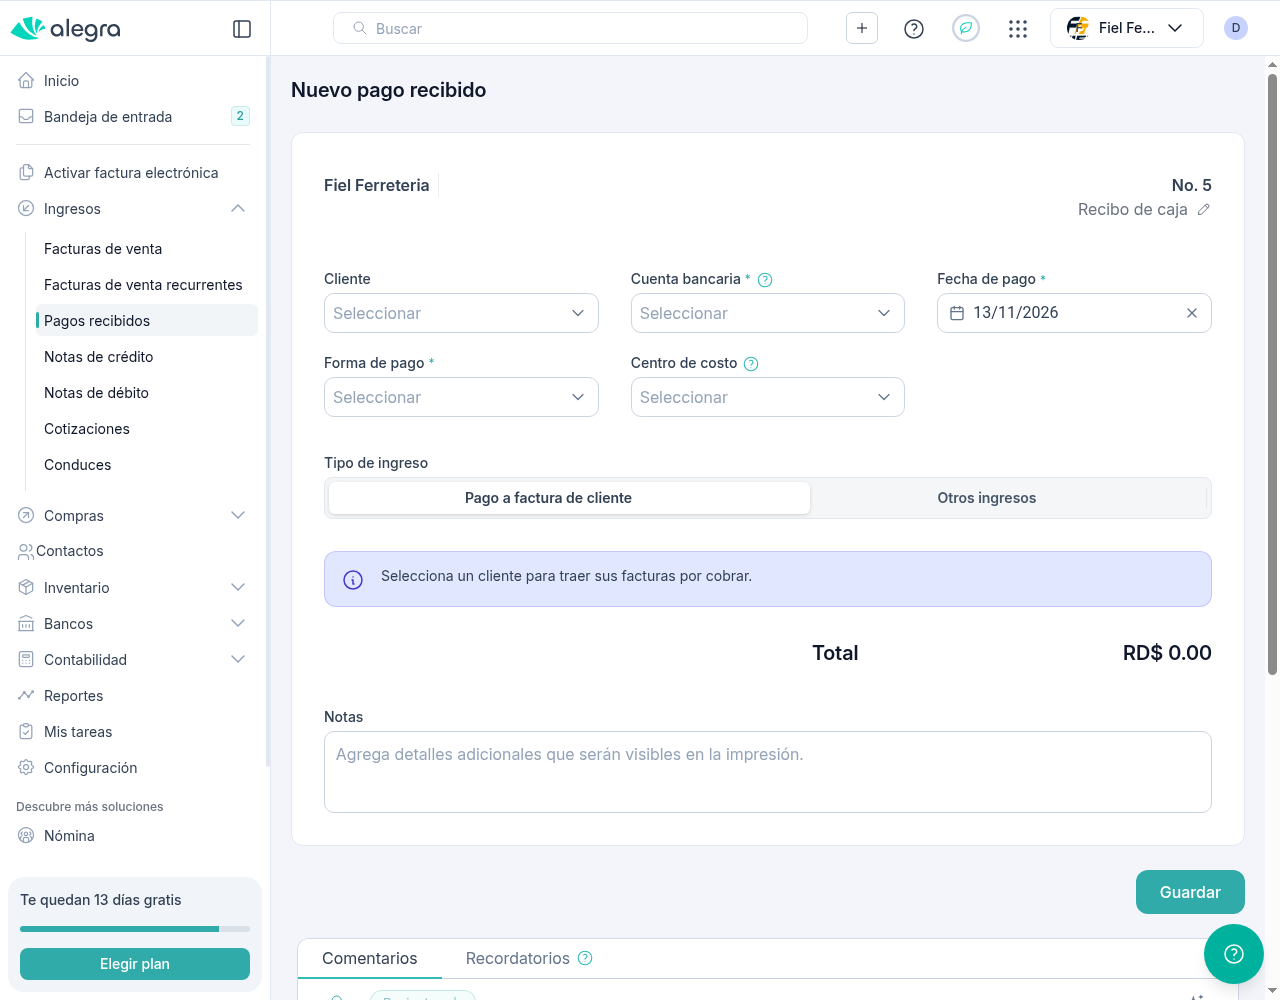 alegra
Buscar
Fiel Fe...
D
Inicio
Bandeja de entrada
2
Activar factura electrónica
Ingresos
Facturas de venta
Facturas de venta recurrentes
Pagos recibidos
Notas de crédito
Notas de débito
Cotizaciones
Conduces
Compras
Contactos
Inventario
Bancos
Contabilidad
Reportes
Mis tareas
Configuración
Descubre más soluciones
Nómina
Te quedan 13 días gratis
Elegir plan
Nuevo pago recibido
Fiel Ferreteria
No. 5
Recibo de caja
Cliente
Seleccionar
Cuenta bancaria *
Seleccionar
Fecha de pago *
13/11/2026
Forma de pago *
Seleccionar
Centro de costo
Seleccionar
Tipo de ingreso
Pago a factura de cliente
Otros ingresos
Selecciona un cliente para traer sus facturas por cobrar.
Total
RD$ 0.00
Notas
Agrega detalles adicionales que serán visibles en la impresión.
Guardar
Comentarios
Recordatorios